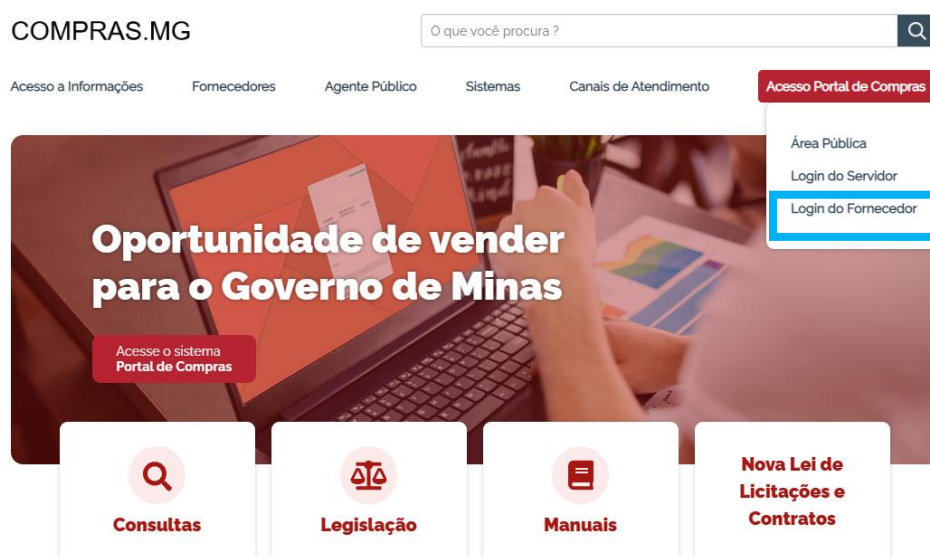 COMPRAS.MG
O que você procura ?
Acesso a Informações
Fornecedores
Agente Público
Sistemas
Canais de Atendimento
Acesso Portal de Compras
Área Pública
Login do Servidor
Login do Fornecedor
Oportunidade de vender
para o Governo de Minas
Acesse o sistema
Portal de Compras
Consultas
Legislação
Manuais
Nova Lei de
Licitações e
Contratos